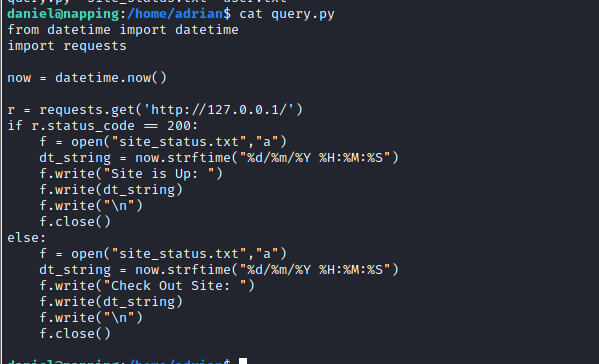 query.py site_status.txt user.txt
daniel@napping:/home/adrian$ cat query.py
from datetime import datetime
import requests

now = datetime.now()

r = requests.get('http://127.0.0.1/')
if r.status_code == 200:
    f = open("site_status.txt","a")
    dt_string = now.strftime("%d/%m/%Y %H:%M:%S")
    f.write("Site is Up: ")
    f.write(dt_string)
    f.write("\n")
    f.close()
else:
    f = open("site_status.txt","a")
    dt_string = now.strftime("%d/%m/%Y %H:%M:%S")
    f.write("Check Out Site: ")
    f.write(dt_string)
    f.write("\n")
    f.close()
daniel@napping:/home/adrian$